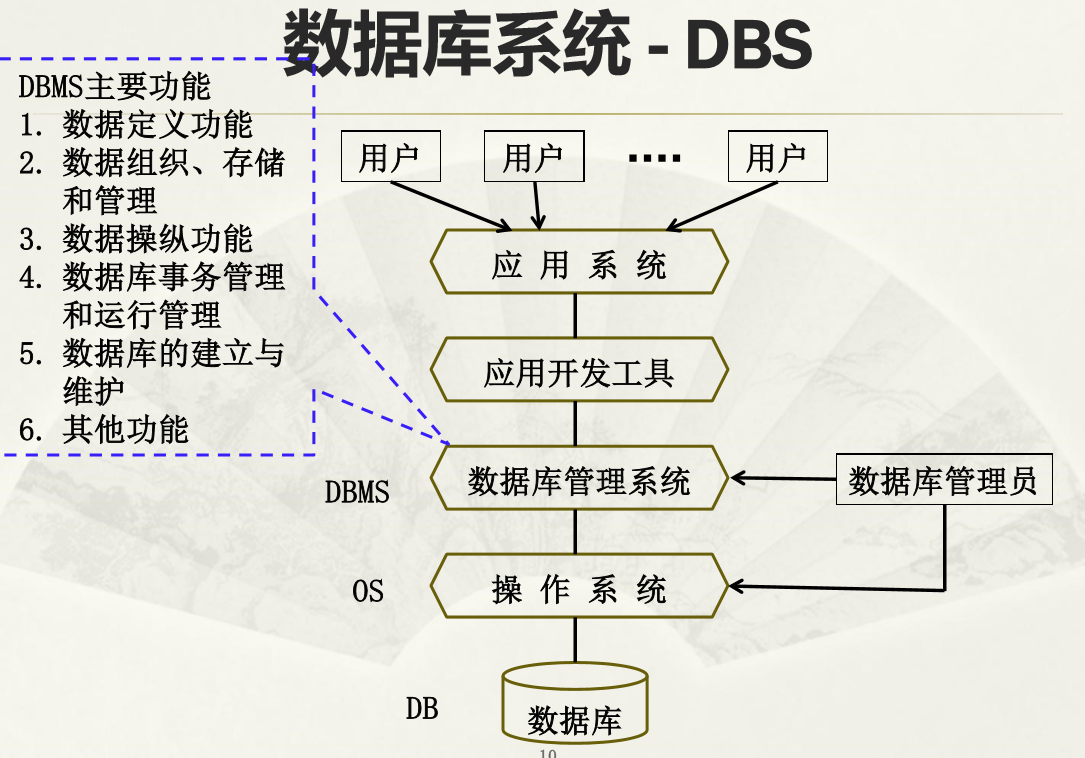 数据库系统 - DBS
DBMS主要功能
1. 数据定义功能
2. 数据组织、存储
和管理
3. 数据操纵功能
4. 数据库事务管理
和运行管理
5. 数据库的建立与
维护
6. 其他功能
用户 用户 ▪▪▪▪ 用户
应 用 系 统
应用开发工具
DBMS 数据库管理系统 数据库管理员
OS 操 作 系 统
DB 数据库
10